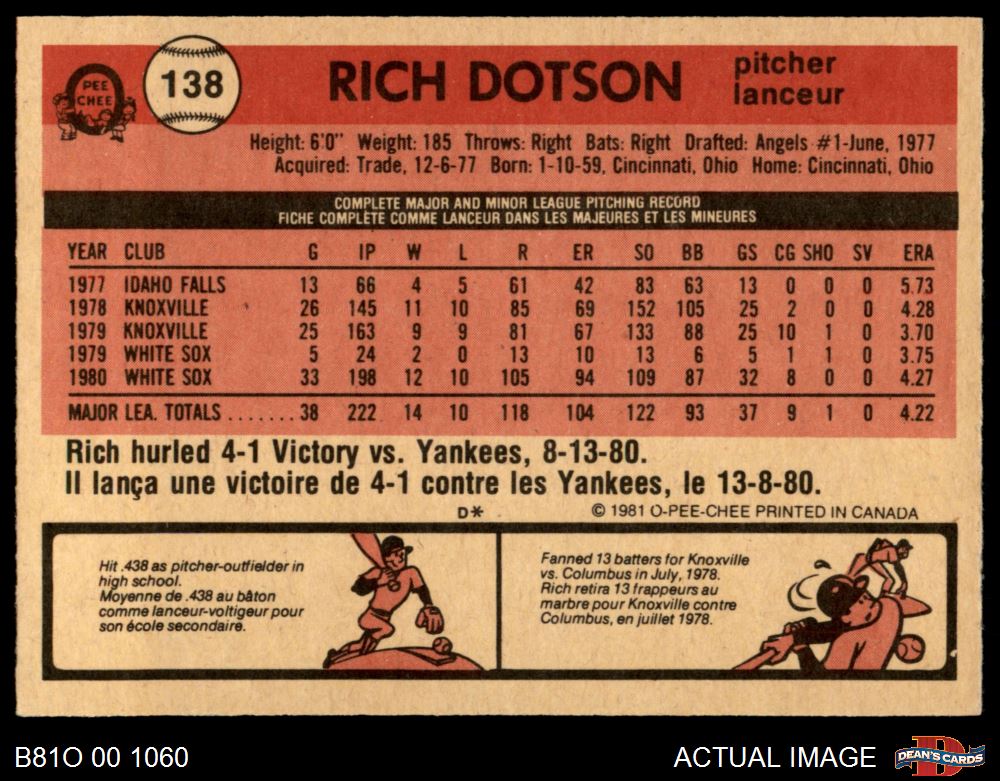 PEE
CHEE
138
RICH DOTSON
pitcher
lanceur
Height: 6'0" Weight: 185 Throws: Right Bats: Right Drafted: Angels #1-June, 1977
Acquired: Trade, 12-6-77 Born: 1-10-59, Cincinnati, Ohio Home: Cincinnati, Ohio
COMPLETE MAJOR AND MINOR LEAGUE PITCHING RECORD
FICHE COMPLÈTE COMME LANCEUR DANS LES MAJEURES ET LES MINEURES
YEAR CLUB G IP W L R ER SO BB GS CG SHO SV ERA
1977 IDAHO FALLS 13 66 4 5 61 42 83 63 13 0 0 0 5.73
1978 KNOXVILLE 26 145 11 10 85 69 152 105 25 2 0 0 4.28
1979 KNOXVILLE 25 163 9 9 81 67 133 88 25 10 1 0 3.70
1979 WHITE SOX 5 24 2 0 13 10 13 6 5 1 1 0 3.75
1980 WHITE SOX 33 198 12 10 105 94 109 87 32 8 0 0 4.27
MAJOR LEA. TOTALS ....... 38 222 14 10 118 104 122 93 37 9 1 0 4.22
Rich hurled 4-1 Victory vs. Yankees, 8-13-80.
Il lança une victoire de 4-1 contre les Yankees, le 13-8-80.
D* © 1981 O-PEE-CHEE PRINTED IN CANADA
Hit .438 as pitcher-outfielder in
high school.
Moyenne de .438 au bâton
comme lanceur-voltigeur pour
son école secondaire.
Fanned 13 batters for Knoxville
vs. Columbus in July, 1978.
Rich retira 13 frappeurs au
marbre pour Knoxville contre
Columbus, en juillet 1978.
B81O 00 1060
ACTUAL IMAGE
D
DEAN'S CARDS